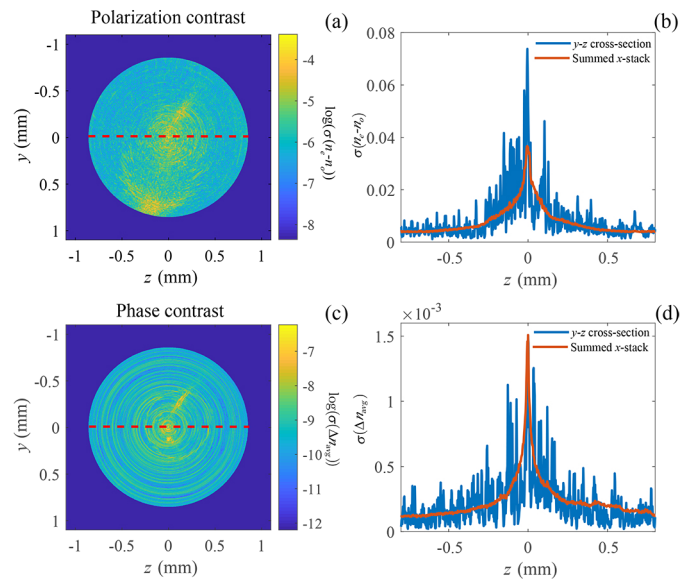 Polarization contrast
(a)
-1
-0.5
0
0.5
1
y (mm)
-1 -0.5 0 0.5 1
z (mm)
-4
-5
-6
-7
-8
log(σ(nₑ-nₒ))
(b)
0.08
0.06
0.04
0.02
0
σ(nₑ-nₒ)
y-z cross-section
Summed x-stack
-0.5 0 0.5
z (mm)
Phase contrast
(c)
-1
-0.5
0
0.5
1
y (mm)
-1 -0.5 0 0.5 1
z (mm)
-7
-8
-9
-10
-11
-12
log(σ(Δn_avg))
(d)
×10⁻³
1.5
1
0.5
0
σ(Δn_avg)
y-z cross-section
Summed x-stack
-0.5 0 0.5
z (mm)